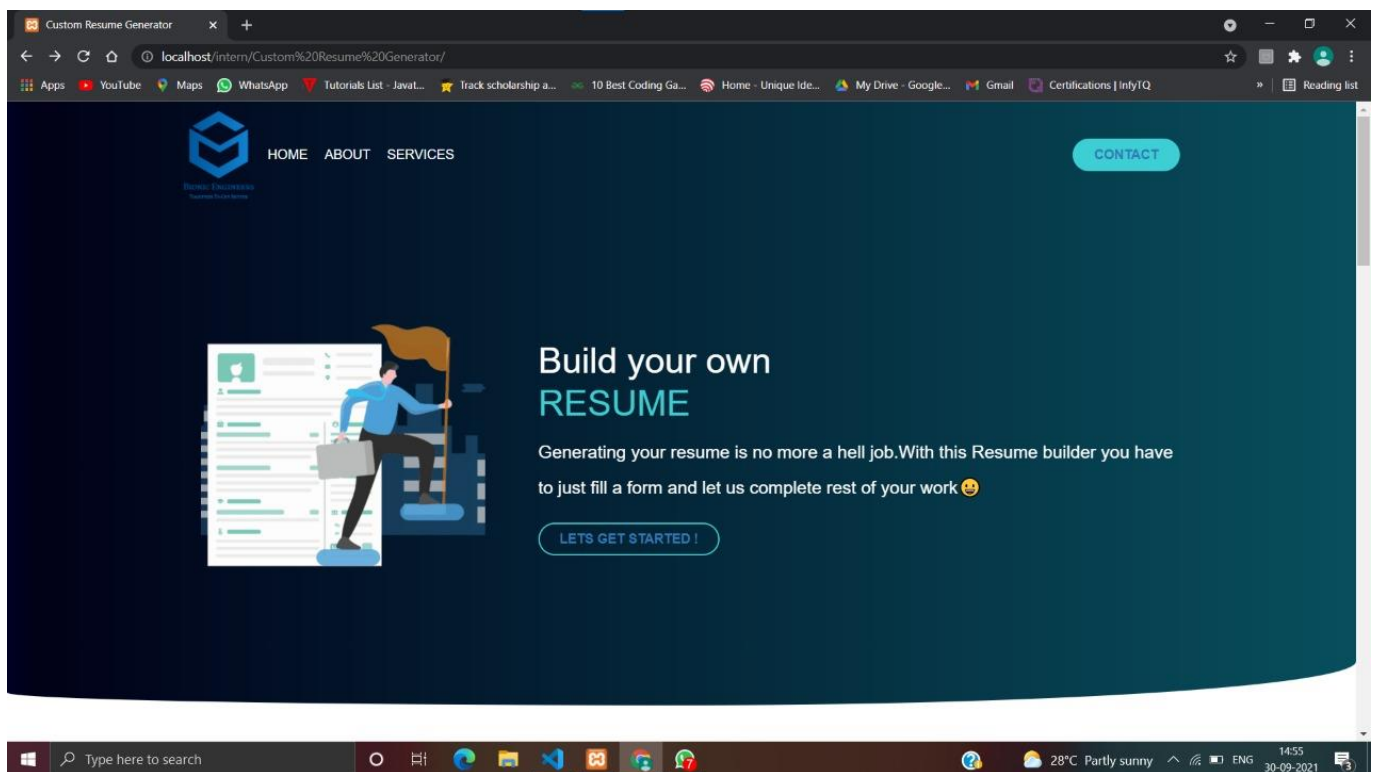 Custom Resume Generator
localhost/intern/Custom%20Resume%20Generator/
Apps YouTube Maps WhatsApp Tutorials List - Javat... Track scholarship a... 10 Best Coding Ga... Home - Unique Ide... My Drive - Google... Gmail Certifications | InfyTQ » Reading list
HOME ABOUT SERVICES CONTACT
Build your own
RESUME
Generating your resume is no more a hell job.With this Resume builder you have
to just fill a form and let us complete rest of your work😀
LETS GET STARTED !
Type here to search
28°C Partly sunny ENG
14:55
30-09-2021